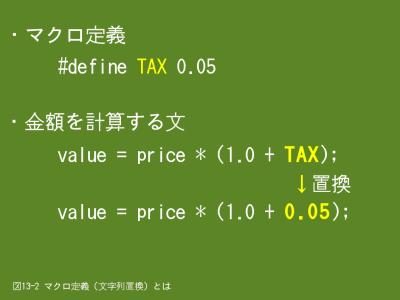 ・マクロ定義
#define TAX 0.05
・金額を計算する文
value = price * (1.0 + TAX);
↓置換
value = price * (1.0 + 0.05);
図13-2 マクロ定義（文字列置換）とは